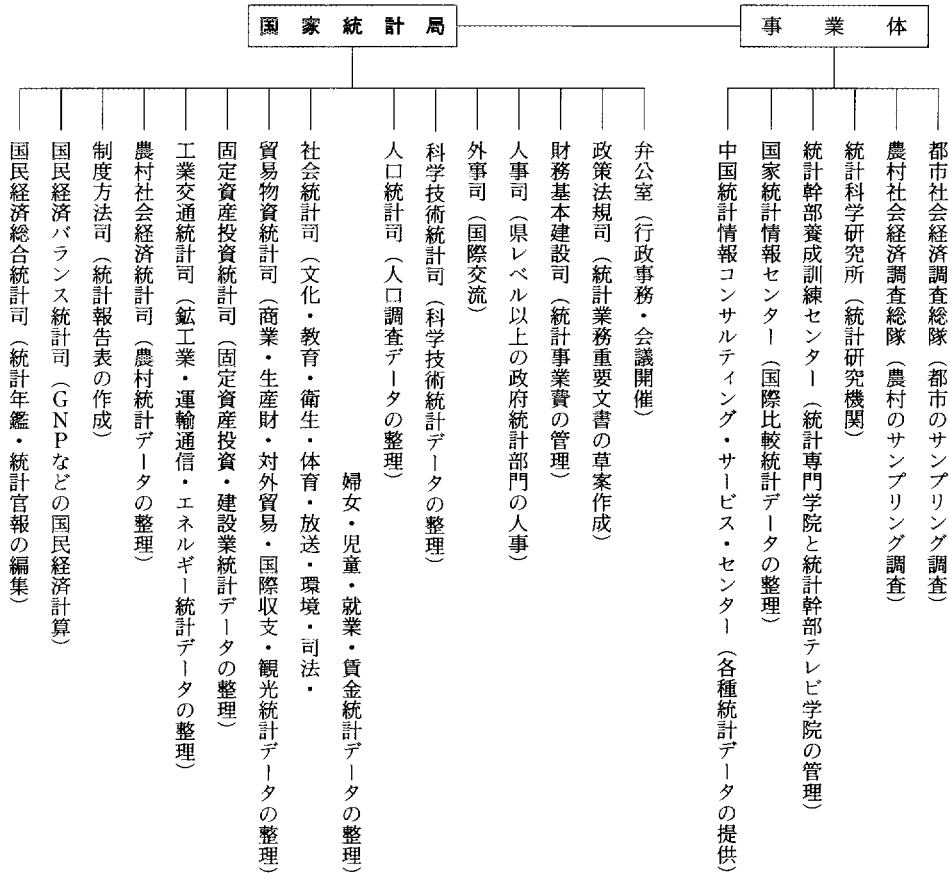 国家統計局
事業体
都市社会経済調査総隊(都市のサンプリング調査)
農村社会経済調査総隊(農村のサンプリング調査)
統計科学研究所(統計研究機関)
統計幹部養成訓練センター(統計専門学院と統計幹部テレビ学院の管理)
国家統計情報センター(国際比較統計データの整理)
中国統計情報コンサルティング・サービス・センター(各種統計データの提供)
弁公室(行政事務・会議開催)
政策法規司(統計業務重要文書の草案作成)
財務基本建設司(統計事業費の管理)
人事司(県レベル以上の政府統計部門の人事)
外事司(国際交流)
科学技術統計司(科学技術統計データの整理)
人口統計司(人口調査データの整理)
社会統計司(文化・教育・衛生・体育・放送・環境・司法・
婦女・児童・就業・賃金統計データの整理)
貿易物資統計司(商業・生産財・対外貿易・国際収支・観光統計データの整理)
固定資産投資統計司(固定資産投資・建設業統計データの整理)
工業交通統計司(鉱工業・運輸通信・エネルギー統計データの整理)
農村社会経済統計司(農村統計データの整理)
制度方法司(統計報告表の作成)
国民経済バランス統計司(GNPなどの国民経済計算)
国民経済総合統計司(統計年鑑・統計官報の編集)